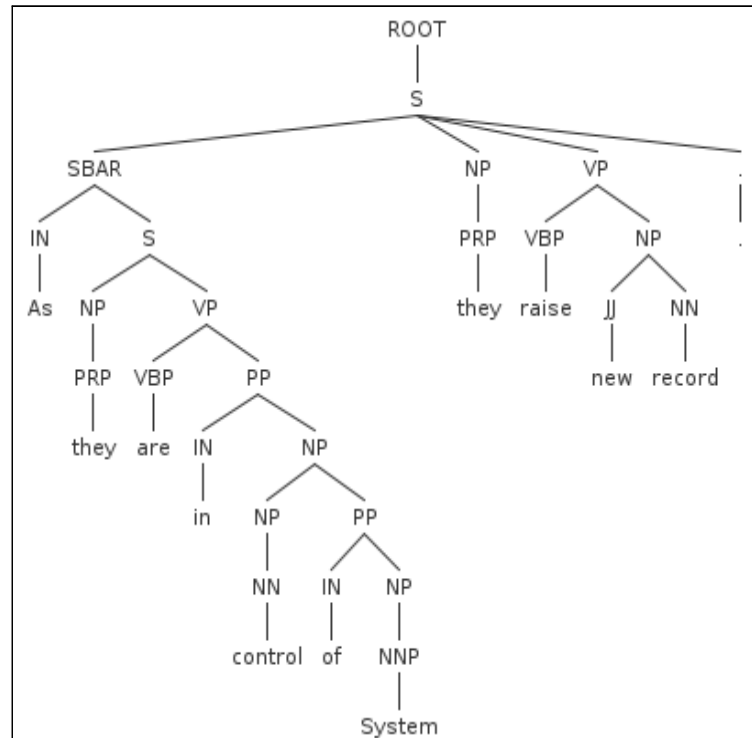 ROOT
S
SBAR NP VP .
IN S PRP VBP NP .
As NP VP they raise JJ NN
PRP VBP PP new record
they are IN NP
in NP PP
NN IN NP
control of NNP
System